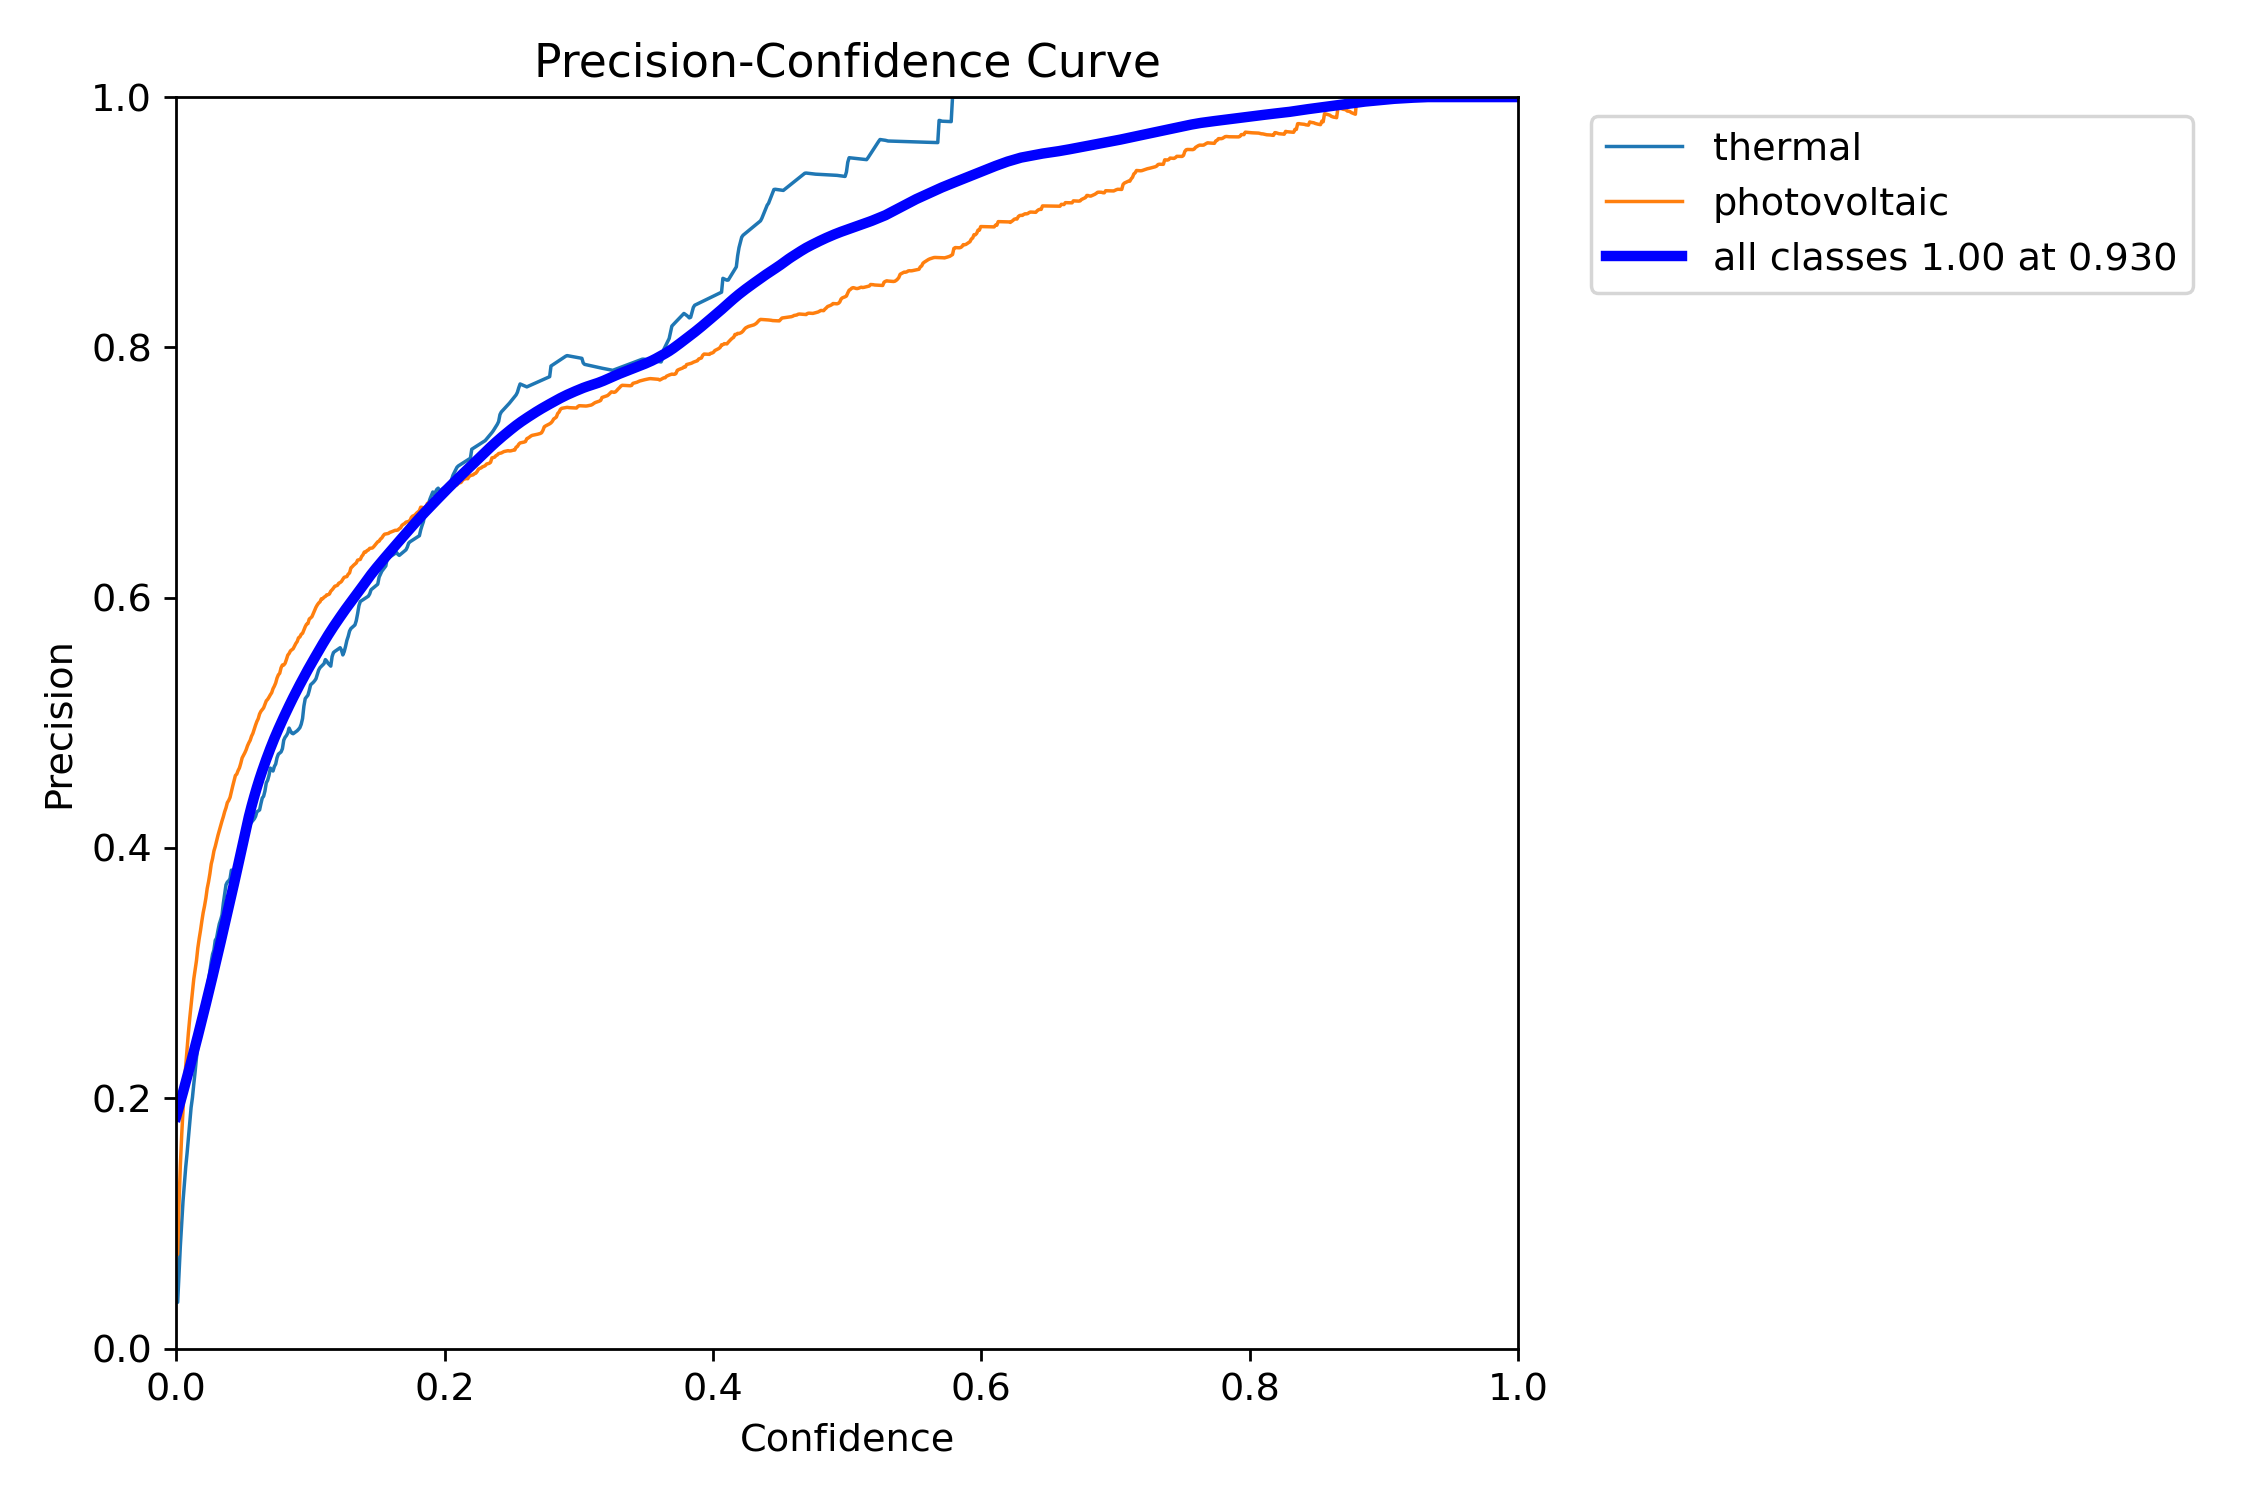 Precision-Confidence Curve
1.0
0.8
0.6
0.4
0.2
0.0
Precision
0.0 0.2 0.4 0.6 0.8 1.0
Confidence
thermal
photovoltaic
all classes 1.00 at 0.930